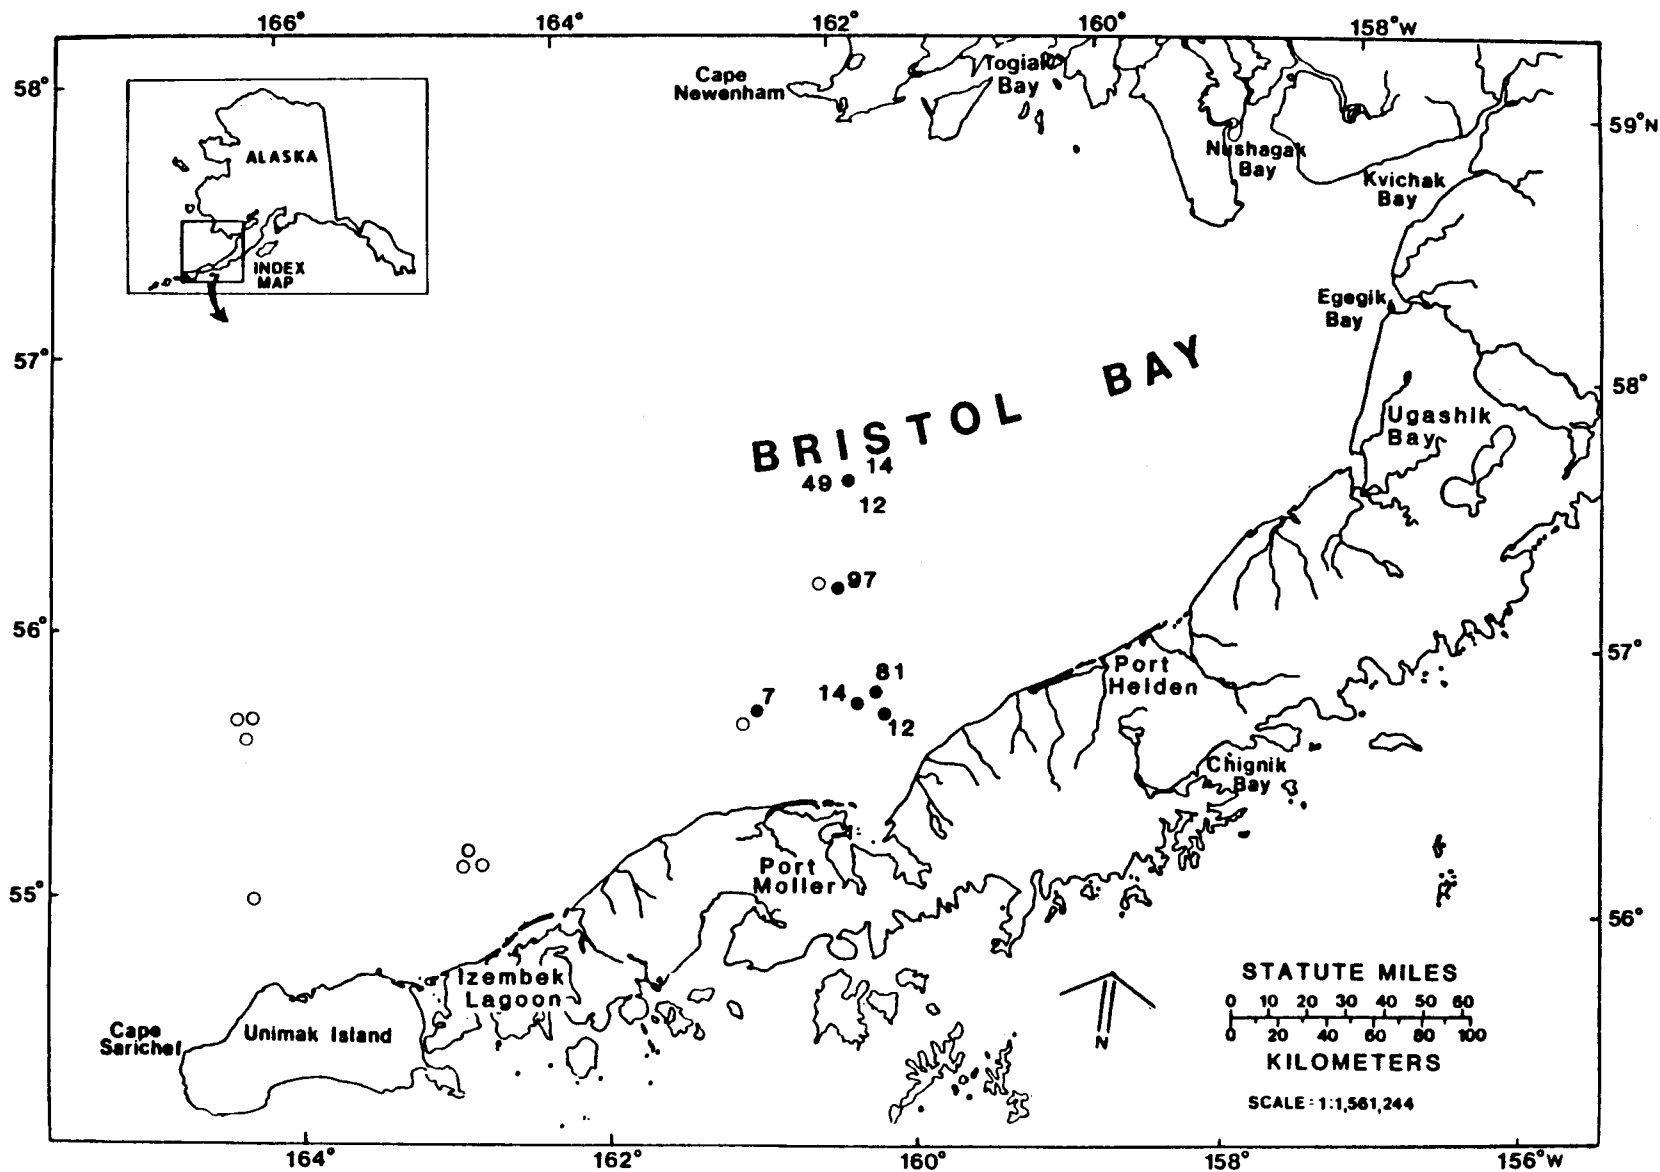 166° 164° 162° 160° 158°W
58°
57°
56°
55°
59°N
58°
57°
56°
ALASKA
INDEX
MAP
Cape
Newenham
Togiak
Bay
Nushagak
Bay
Kvichak
Bay
Egegik
Bay
Ugashik
Bay
BRISTOL BAY
14
49
12
97
81
7
14
12
Port
Heiden
Chignik
Bay
Port
Moller
Izembek
Lagoon
Cape
Sarichef
Unimak Island
N
STATUTE MILES
0 10 20 30 40 50 60
0 20 40 60 80 100
KILOMETERS
SCALE = 1:1,561,244
164° 162° 160° 158° 156°W